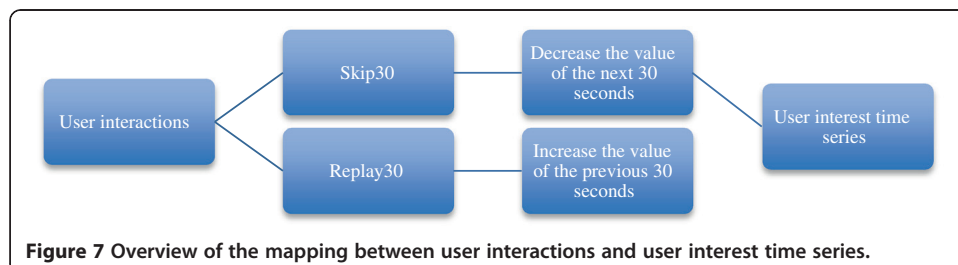 User interactions
Skip30
Replay30
Decrease the value
of the next 30
seconds
Increase the value
of the previous 30
seconds
User interest time
series
Figure 7 Overview of the mapping between user interactions and user interest time series.